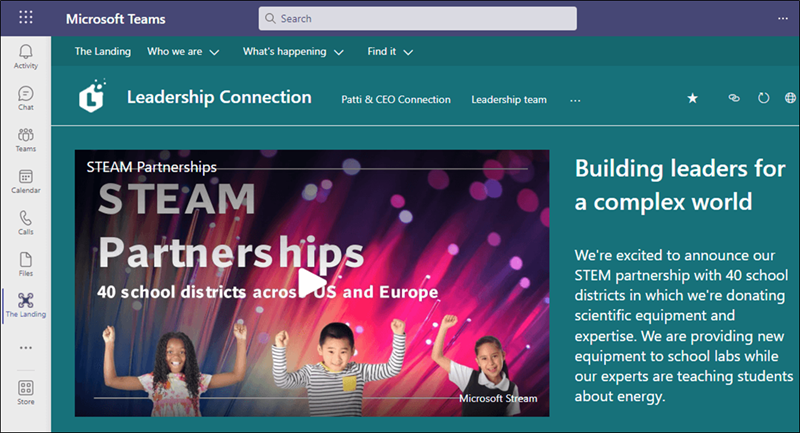 Microsoft Teams
Search
...
The Landing
Who we are
What's happening
Find it
L
Leadership Connection
Patti & CEO Connection
Leadership team
...
Activity
Chat
Teams
Calendar
Calls
Files
The Landing
...
Store
STEAM Partnerships
STEAM
Partnerships
40 school districts across US and Europe
Microsoft Stream
Building leaders for
a complex world
We're excited to announce our
STEM partnership with 40 school
districts in which we're donating
scientific equipment and
expertise. We are providing new
equipment to school labs while
our experts are teaching students
about energy.